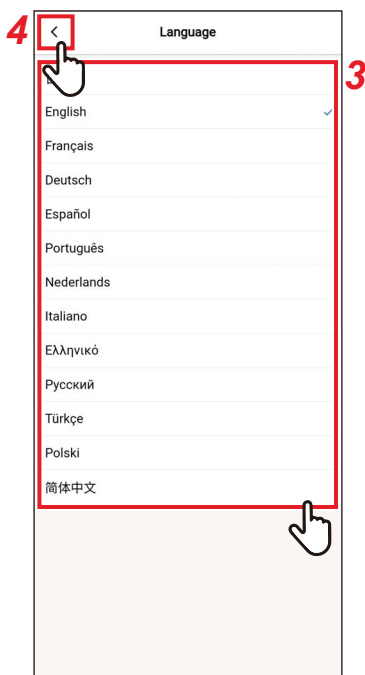 4
Language
3
English
Français
Deutsch
Español
Português
Nederlands
Italiano
Ελληνικό
Русский
Türkçe
Polski
简体中文